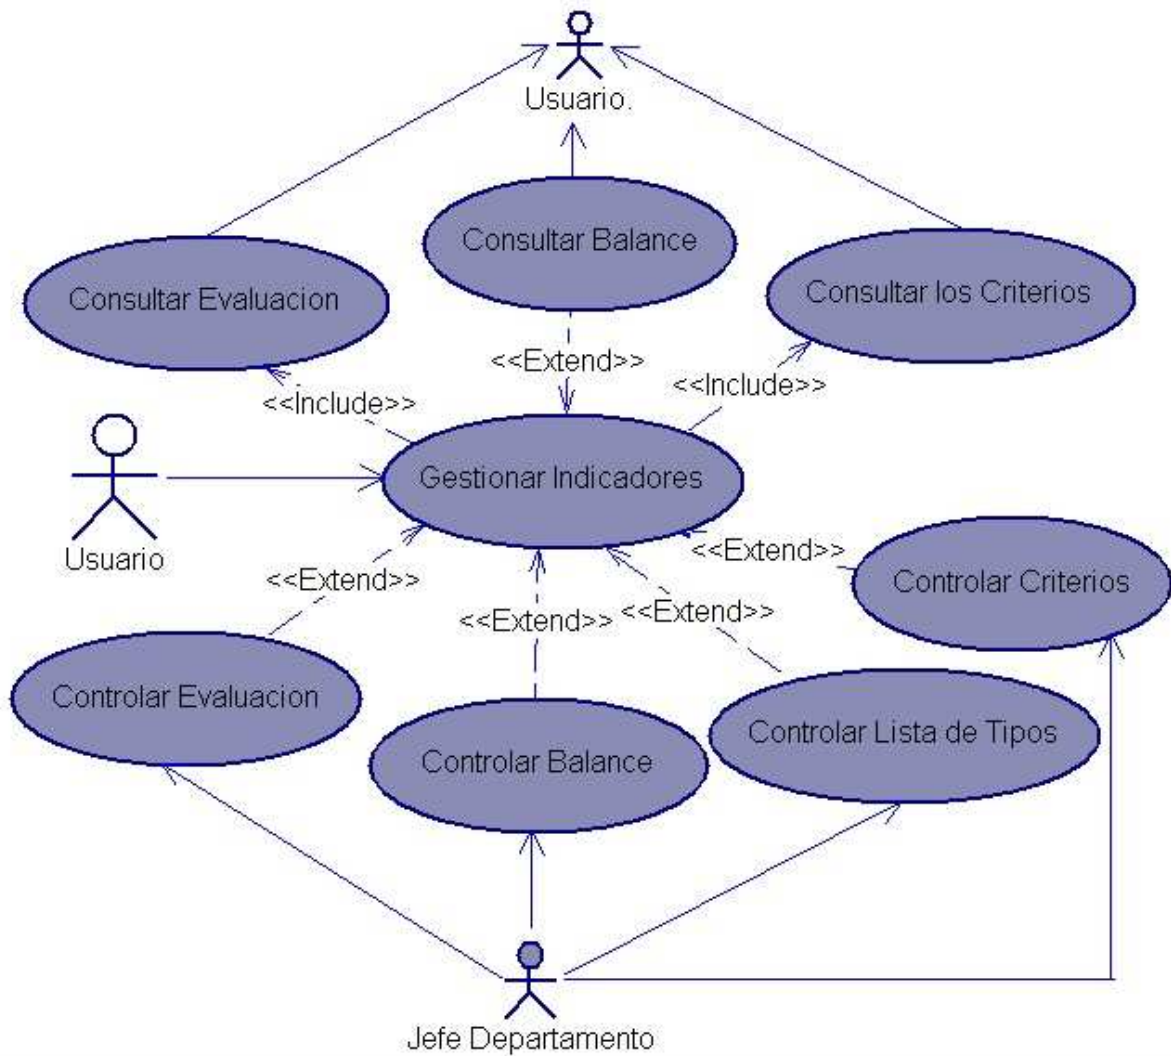 Usuario.
Consultar Balance
Consultar Evaluacion
Consultar los Criterios
<<Extend>>
<<Include>>
<<Include>>
Gestionar Indicadores
Usuario
<<Extend>>
<<Extend>>
Controlar Criterios
<<Extend>>
<<Extend>>
Controlar Evaluacion
Controlar Lista de Tipos
Controlar Balance
Jefe Departamento